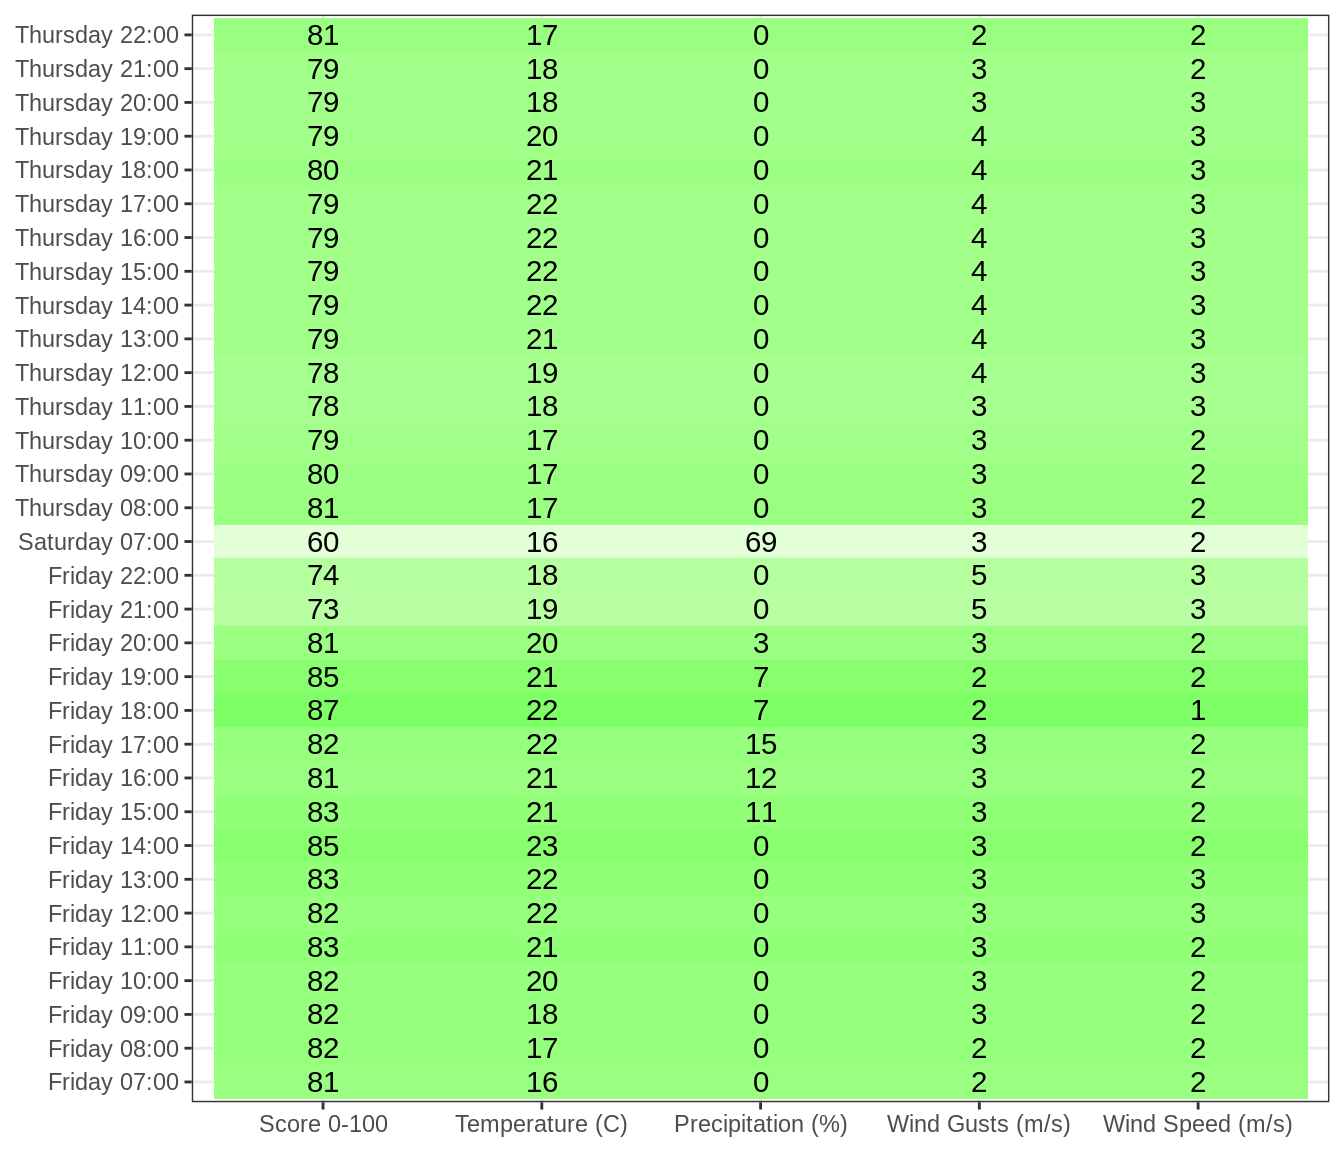 Thursday 22:00 81 17 0 2 2
Thursday 21:00 79 18 0 3 2
Thursday 20:00 79 18 0 3 3
Thursday 19:00 79 20 0 4 3
Thursday 18:00 80 21 0 4 3
Thursday 17:00 79 22 0 4 3
Thursday 16:00 79 22 0 4 3
Thursday 15:00 79 22 0 4 3
Thursday 14:00 79 22 0 4 3
Thursday 13:00 79 21 0 4 3
Thursday 12:00 78 19 0 4 3
Thursday 11:00 78 18 0 3 3
Thursday 10:00 79 17 0 3 2
Thursday 09:00 80 17 0 3 2
Thursday 08:00 81 17 0 3 2
Saturday 07:00 60 16 69 3 2
Friday 22:00 74 18 0 5 3
Friday 21:00 73 19 0 5 3
Friday 20:00 81 20 3 3 2
Friday 19:00 85 21 7 2 2
Friday 18:00 87 22 7 2 1
Friday 17:00 82 22 15 3 2
Friday 16:00 81 21 12 3 2
Friday 15:00 83 21 11 3 2
Friday 14:00 85 23 0 3 2
Friday 13:00 83 22 0 3 3
Friday 12:00 82 22 0 3 3
Friday 11:00 83 21 0 3 2
Friday 10:00 82 20 0 3 2
Friday 09:00 82 18 0 3 2
Friday 08:00 82 17 0 2 2
Friday 07:00 81 16 0 2 2
Score 0-100 Temperature (C) Precipitation (%) Wind Gusts (m/s) Wind Speed (m/s)